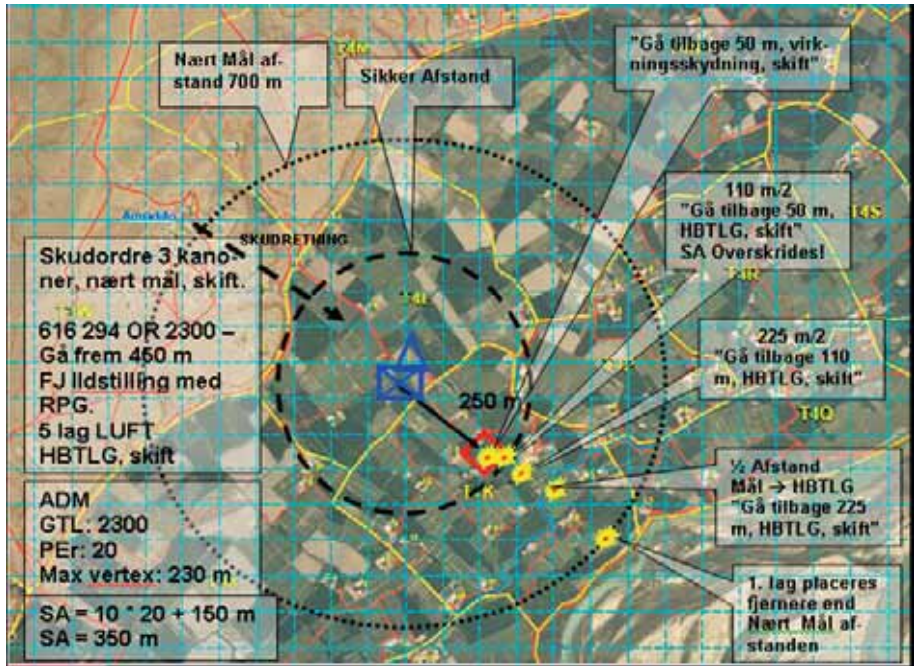 Nært Mål af-
stand 700 m
Sikker Afstand
"Gå tilbage 50 m, virk-
ningsskydning, skift"
110 m/2
"Gå tilbage 50 m,
HBTLG, skift"
SA Overskrides!
T4S
T4R
SKUDRETNING
Skudordre 3 kano-
ner, nært mål, skift.
616 294 OR 2300 –
Gå frem 450 m
FJ Ildstilling med
RPG.
5 lag LUFT
HBTLG, skift
250 m
225 m/2
"Gå tilbage 110
m, HBTLG, skift"
T4Q
½ Afstand
Mål → HBTLG
"Gå tilbage 225
m, HBTLG, skift"
ADM
GTL: 2300
PEr: 20
Max vertex: 230 m
SA = 10 * 20 + 150 m
SA = 350 m
1. lag placeres
fjernere end
Nært Mål af-
standen